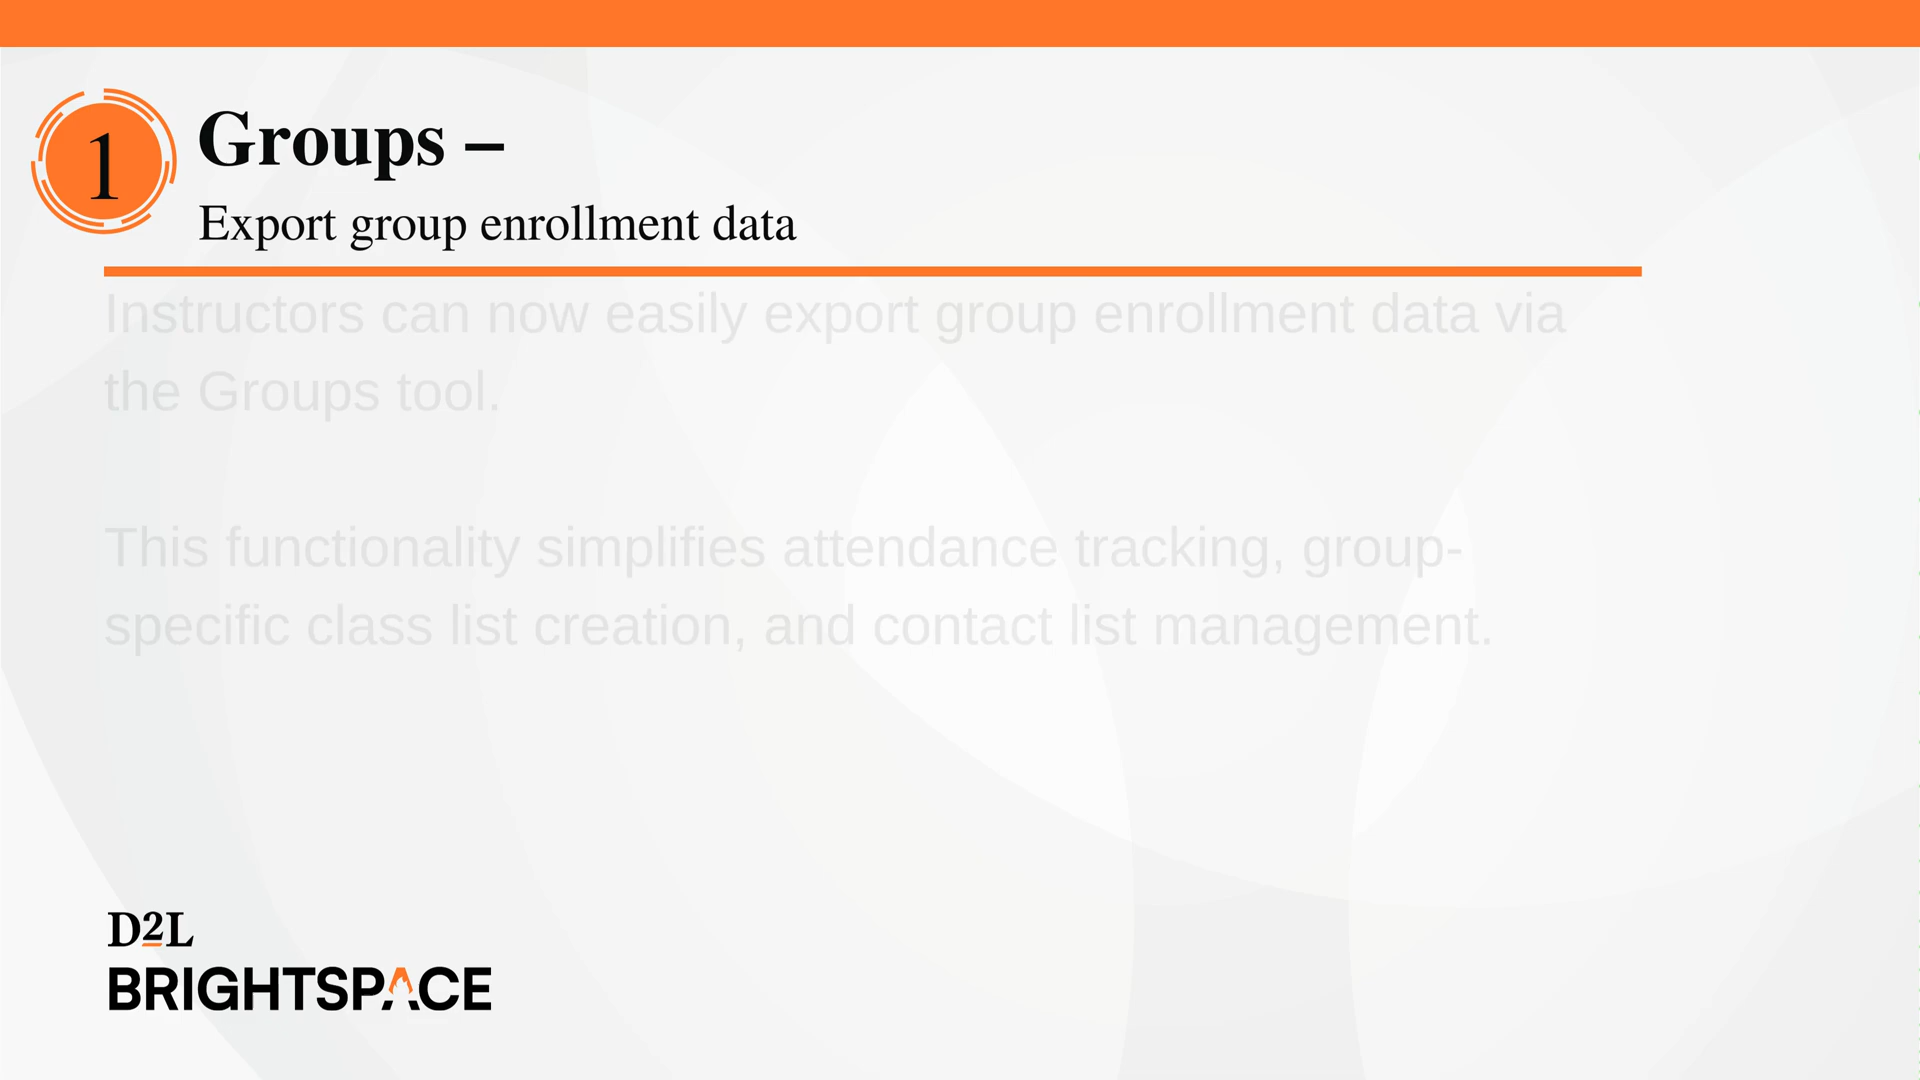 1
Groups –
Export group enrollment data
Instructors can now easily export group enrollment data via
the Groups tool.
This functionality simplifies attendance tracking, group-
specific class list creation, and contact list management.
D2L
BRIGHTSPACE